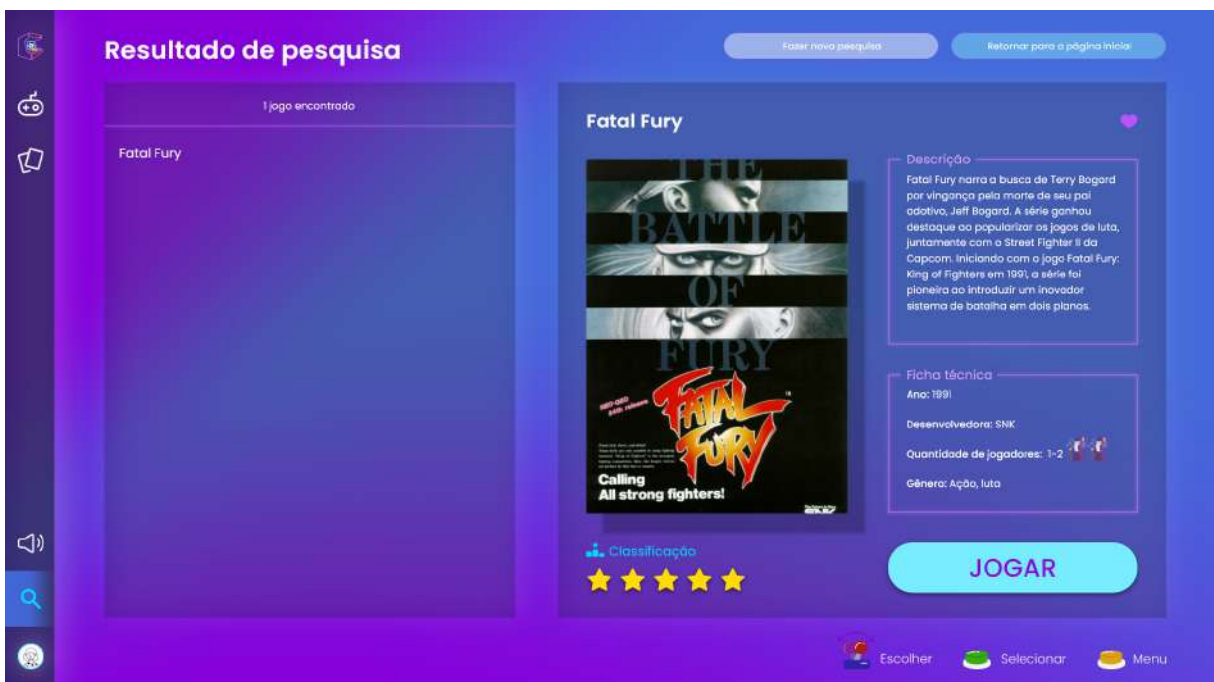 Resultado de pesquisa
Fazer nova pesquisa
Retornar para a página inicial
1 jogo encontrado
Fatal Fury
Fatal Fury
THE
BATTLE
OF
FURY
FATAL
FURY
Calling
All strong fighters!
Descrição
Fatal Fury narra a busca de Terry Bogard
por vingança pela morte de seu pai
adotivo, Jeff Bogard. A série ganhou
destaque ao popularizar os jogos de luta,
juntamente com o Street Fighter II da
Capcom. Iniciando com o jogo Fatal Fury:
King of Fighters em 1991, a série foi
pioneira ao introduzir um inovador
sistema de batalha em dois planos.
Ficha técnica
Ano: 1991
Desenvolvedora: SNK
Quantidade de jogadores: 1-2
Gênero: Ação, luta
Classificação
JOGAR
Escolher
Selecionar
Menu